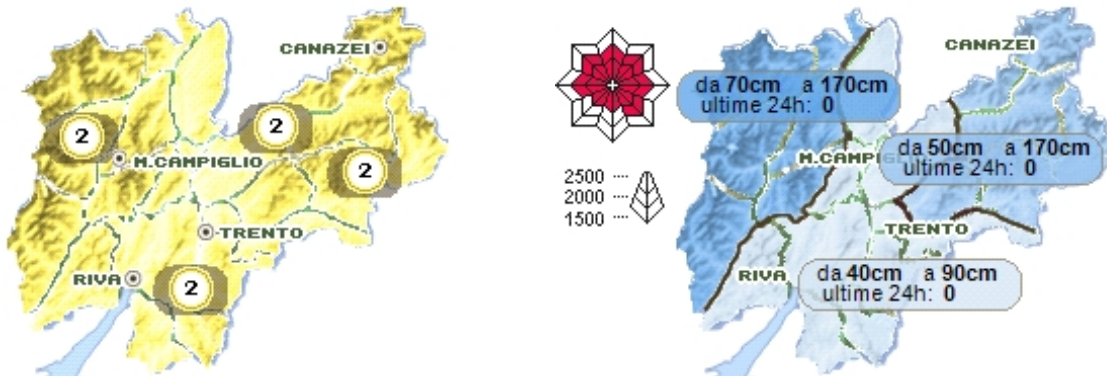 CANAZEI
2
2
M.CAMPIGLIO
2
TRENTO
RIVA
2
CANAZEI
da 70cm a 170cm
ultime 24h: 0
M.CAMPIGL
da 50cm a 170cm
ultime 24h: 0
2500
2000
1500
TRENTO
RIVA
da 40cm a 90cm
ultime 24h: 0